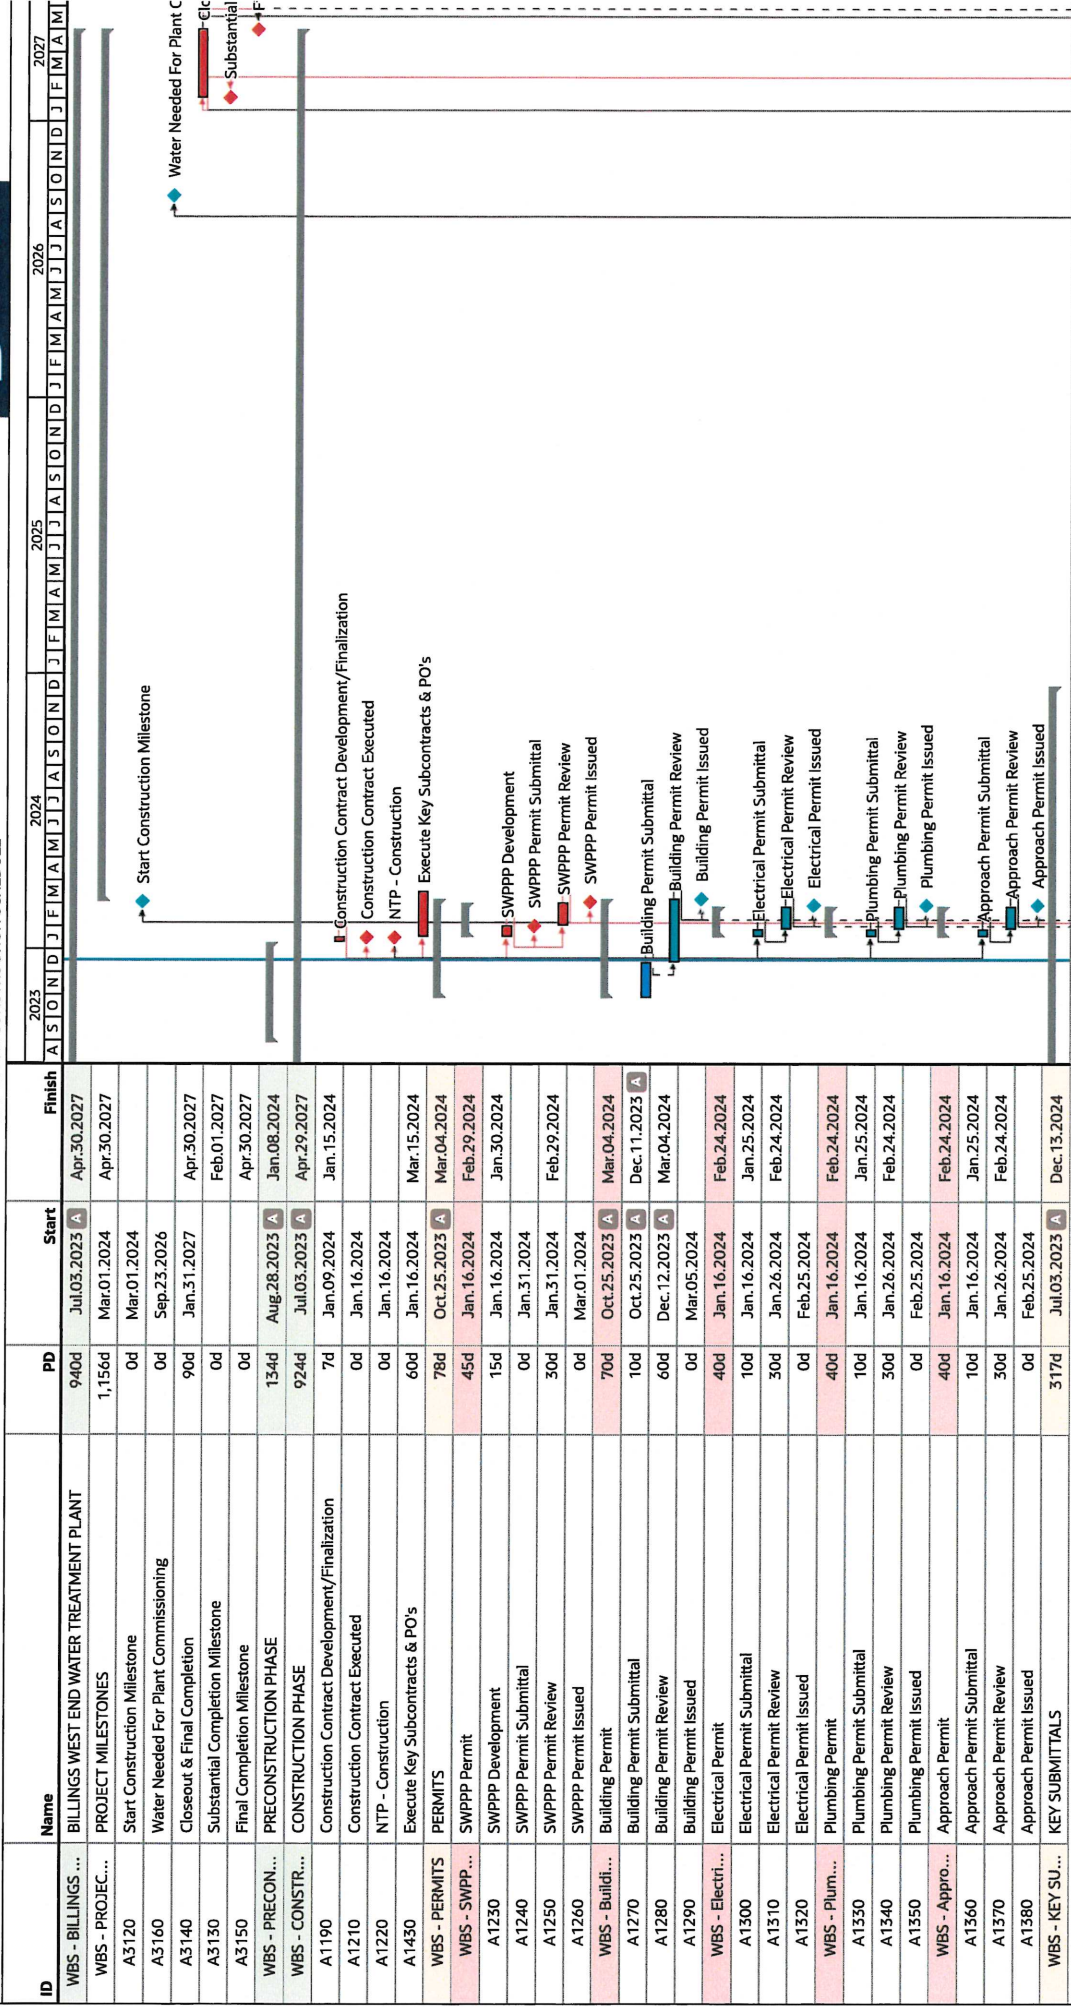 ID Name PD Start Finish
2023 2024 2025 2026 2027
A S O N D J F M A M J J A S O N D J F M A M J J A S O N D J F M A M J J A S O N D J F M A M
WBS - BILLINGS ... BILLINGS WEST END WATER TREATMENT PLANT 940d Jul.03.2023 A Apr.30.2027
WBS - PROJEC... PROJECT MILESTONES 1,156d Mar.01.2024 Apr.30.2027
A3120 Start Construction Milestone 0d Mar.01.2024 Start Construction Milestone
A3160 Water Needed For Plant Commissioning 0d Sep.23.2026 Water Needed For Plant C
A3140 Closeout & Final Completion 90d Jan.31.2027 Apr.30.2027 Clo
A3130 Substantial Completion Milestone 0d Feb.01.2027 Substantial
A3150 Final Completion Milestone 0d Apr.30.2027 F
WBS - PRECON... PRECONSTRUCTION PHASE 134d Aug.28.2023 A Jan.08.2024
WBS - CONSTR... CONSTRUCTION PHASE 924d Jul.03.2023 A Apr.29.2027
A1190 Construction Contract Development/Finalization 7d Jan.09.2024 Jan.15.2024 Construction Contract Development/Finalization
A1210 Construction Contract Executed 0d Jan.16.2024 Construction Contract Executed
A1220 NTP - Construction 0d Jan.16.2024 NTP - Construction
A1430 Execute Key Subcontracts & PO's 60d Jan.16.2024 Mar.15.2024 Execute Key Subcontracts & PO's
WBS - PERMITS PERMITS 78d Oct.25.2023 A Mar.04.2024
WBS - SWPP... SWPPP Permit 45d Jan.16.2024 Feb.29.2024
A1230 SWPPP Development 15d Jan.16.2024 Jan.30.2024 SWPPP Development
A1240 SWPPP Permit Submittal 0d Jan.31.2024 SWPPP Permit Submittal
A1250 SWPPP Permit Review 30d Jan.31.2024 Feb.29.2024 SWPPP Permit Review
A1260 SWPPP Permit Issued 0d Mar.01.2024 SWPPP Permit Issued
WBS - Buildi... Building Permit 70d Oct.25.2023 A Mar.04.2024
A1270 Building Permit Submittal 10d Oct.25.2023 A Dec.11.2023 A Building Permit Submittal
A1280 Building Permit Review 60d Dec.12.2023 A Mar.04.2024 Building Permit Review
A1290 Building Permit Issued 0d Mar.05.2024 Building Permit Issued
WBS - Electri... Electrical Permit 40d Jan.16.2024 Feb.24.2024
A1300 Electrical Permit Submittal 10d Jan.16.2024 Jan.25.2024 Electrical Permit Submittal
A1310 Electrical Permit Review 30d Jan.26.2024 Feb.24.2024 Electrical Permit Review
A1320 Electrical Permit Issued 0d Feb.25.2024 Electrical Permit Issued
WBS - Plum... Plumbing Permit 40d Jan.16.2024 Feb.24.2024
A1330 Plumbing Permit Submittal 10d Jan.16.2024 Jan.25.2024 Plumbing Permit Submittal
A1340 Plumbing Permit Review 30d Jan.26.2024 Feb.24.2024 Plumbing Permit Review
A1350 Plumbing Permit Issued 0d Feb.25.2024 Plumbing Permit Issued
WBS - Appro... Approach Permit 40d Jan.16.2024 Feb.24.2024
A1360 Approach Permit Submittal 10d Jan.16.2024 Jan.25.2024 Approach Permit Submittal
A1370 Approach Permit Review 30d Jan.26.2024 Feb.24.2024 Approach Permit Review
A1380 Approach Permit Issued 0d Feb.25.2024 Approach Permit Issued
WBS - KEY SU... KEY SUBMITTALS 317d Jul.03.2023 A Dec.13.2024